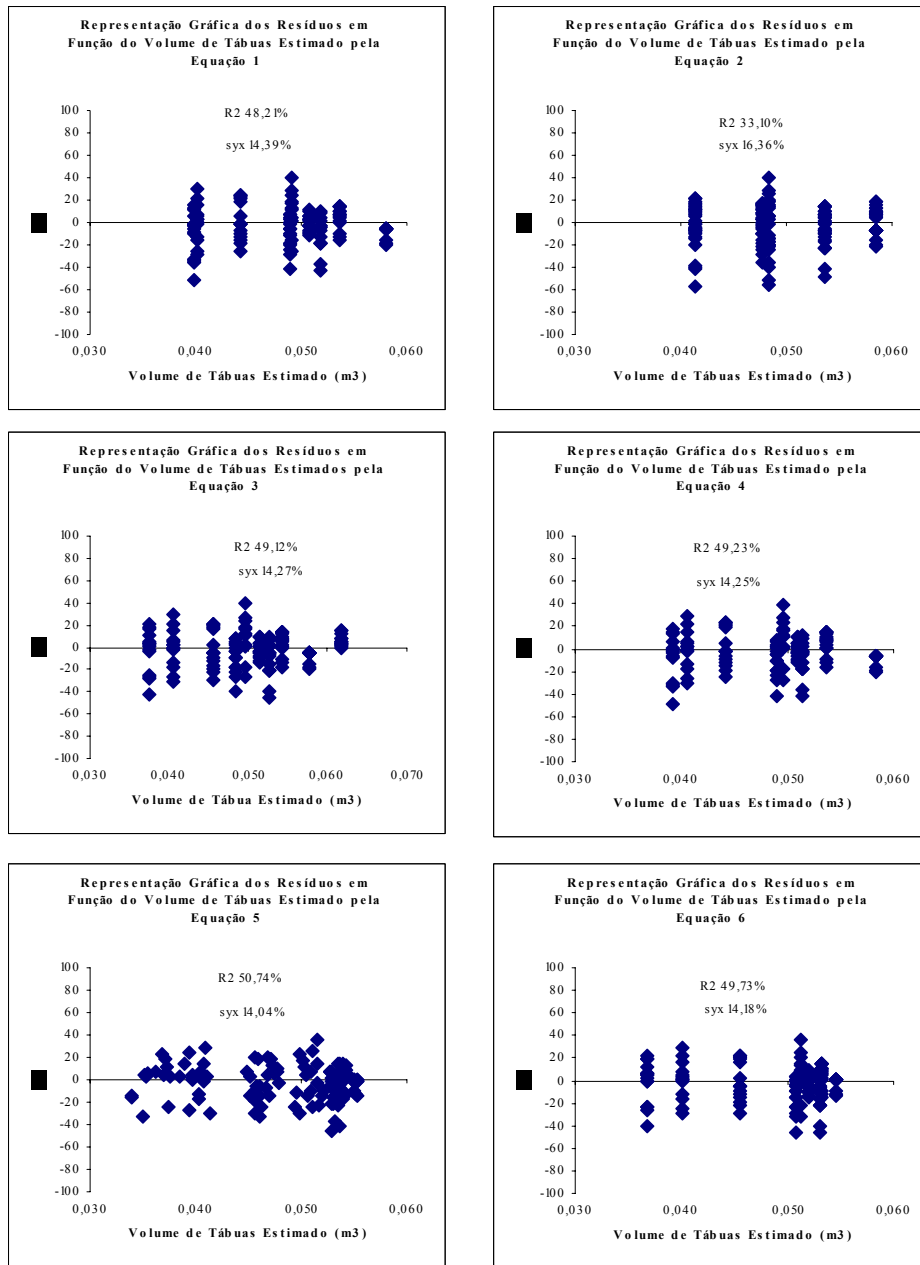 Representação Gráfica dos Resíduos em
Função do Volume de Tábuas Estimado pela
Equação 1
R2 48,21%
syx 14,39%
100
80
60
40
20
0
-20
-40
-60
-80
-100
0,030 0,040 0,050 0,060
Volume de Tábuas Estimado (m3)
Representação Gráfica dos Resíduos em
Função do Volume de Tábuas Estimado pela
Equação 2
R2 33,10%
syx 16,36%
100
80
60
40
20
0
-20
-40
-60
-80
-100
0,030 0,040 0,050 0,060
Volume de Tábuas Estimado (m3)
Representação Gráfica dos Resíduos em
Função do Volume de Tábuas Estimados pela
Equação 3
R2 49,12%
syx 14,27%
100
80
60
40
20
0
-20
-40
-60
-80
-100
0,030 0,040 0,050 0,060 0,070
Volume de Tábua Estimado (m3)
Representação Gráfica dos Resíduos em
Função do Volume de Tábuas Estimado pela
Equação 4
R2 49,23%
syx 14,25%
100
80
60
40
20
0
-20
-40
-60
-80
-100
0,030 0,040 0,050 0,060
Volume de Tábuas Estimado (m3)
Representação Gráfica dos Resíduos em
Função do Volume de Tábuas Estimado pela
Equação 5
R2 50,74%
syx 14,04%
100
80
60
40
20
0
-20
-40
-60
-80
-100
0,030 0,040 0,050 0,060
Volume de Tábuas Estimado (m3)
Representação Gráfica dos Resíduos em
Função do Volume de Tábuas Estimado pela
Equação 6
R2 49,73%
syx 14,18%
100
80
60
40
20
0
-20
-40
-60
-80
-100
0,030 0,040 0,050 0,060
Volume de Tábuas Estimado (m3)